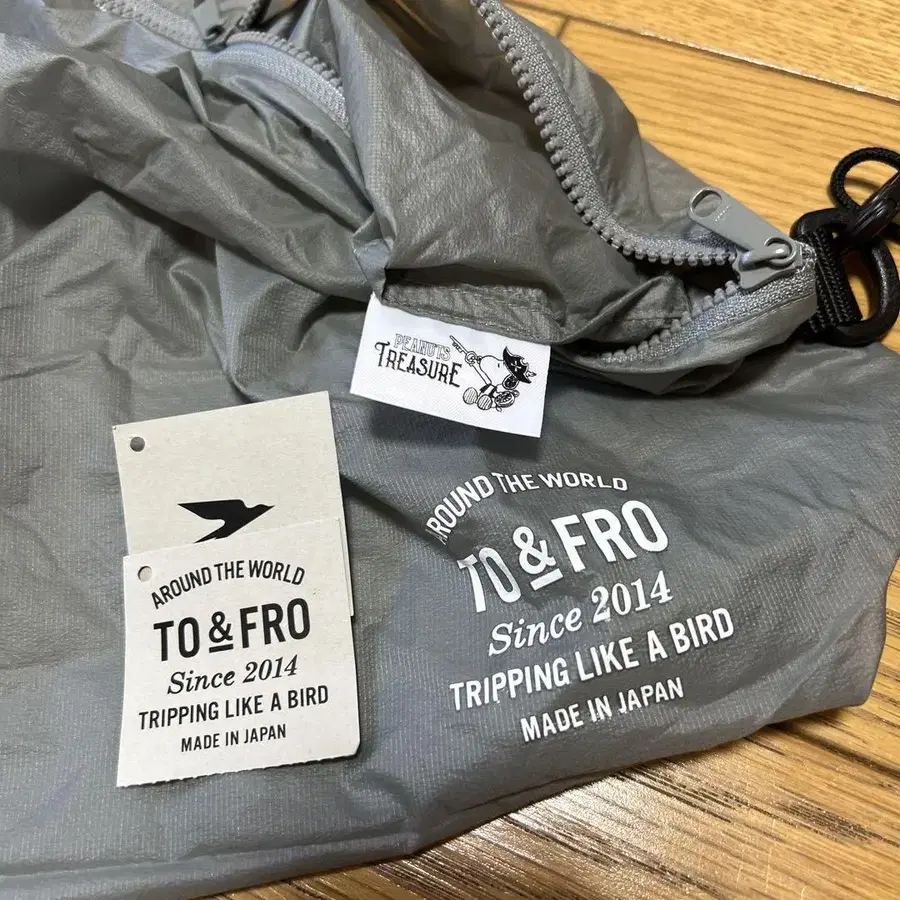 PEANUTS
TREASURE
AROUND THE WORLD
TO & FRO
Since 2014
TRIPPING LIKE A BIRD
MADE IN JAPAN
AROUND THE WORLD
TO & FRO
Since 2014
TRIPPING LIKE A BIRD
MADE IN JAPAN